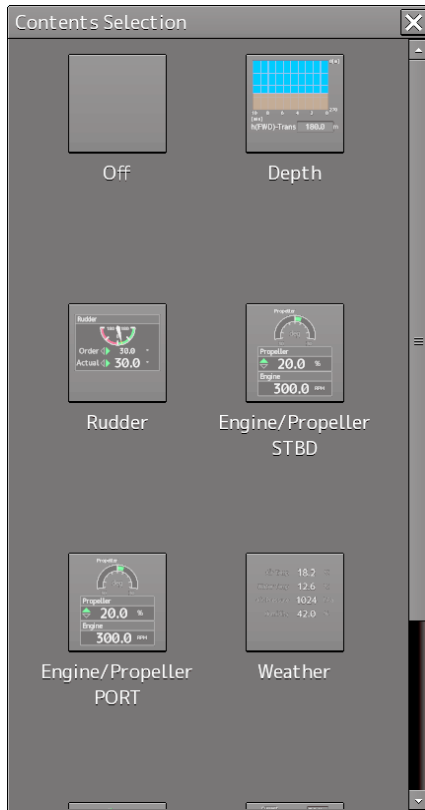 Contents Selection
Off
Depth
h(FWD)-Trans 100.0 m
Rudder
Order 30.0 °
Actual 30.0 °
Rudder
Propeller
Propeller
20.0 %
Engine
300.0 RPM
Engine/Propeller
STBD
Propeller
Propeller
20.0 %
Engine
300.0 RPM
Engine/Propeller
PORT
18.2
12.6
1024
42.0
Weather